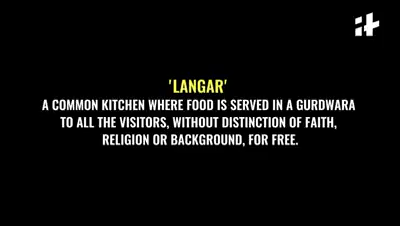 it
'LANGAR'
A COMMON KITCHEN WHERE FOOD IS SERVED IN A GURDWARA
TO ALL THE VISITORS, WITHOUT DISTINCTION OF FAITH,
RELIGION OR BACKGROUND, FOR FREE.